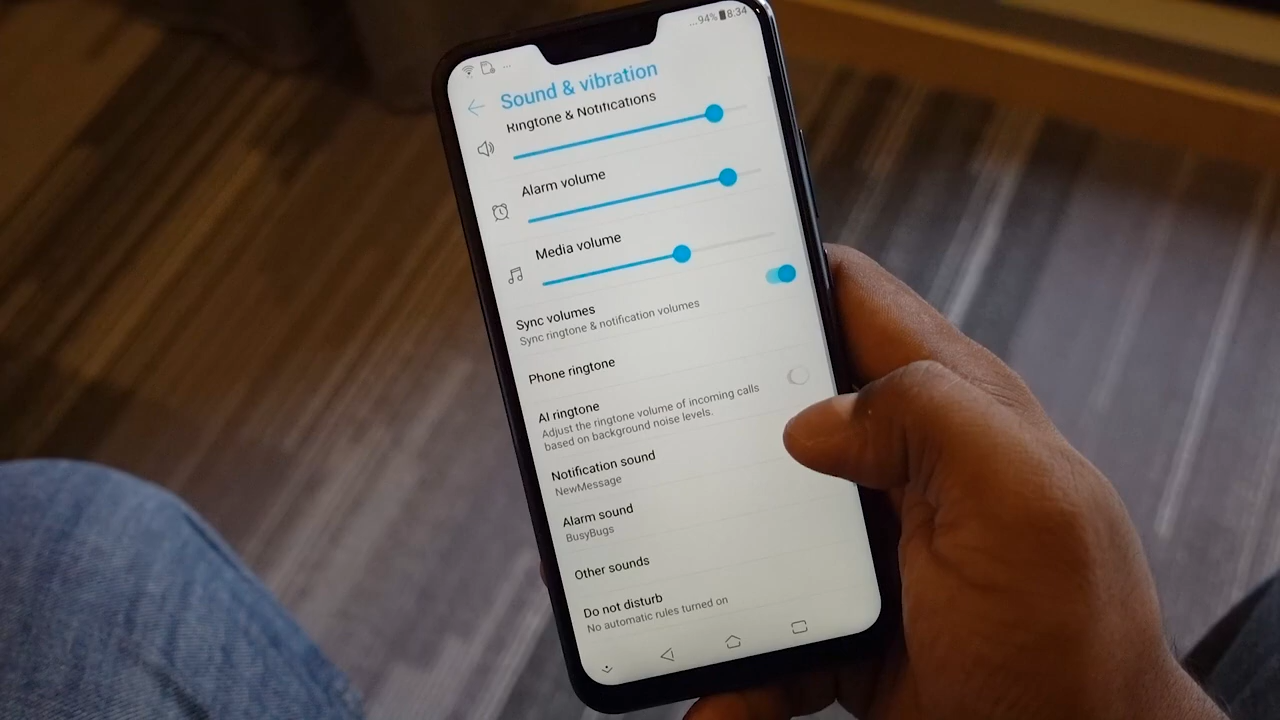 ...94% 8:34
Sound & vibration
Ringtone & Notifications
Alarm volume
Media volume
Sync volumes
Sync ringtone & notification volumes
Phone ringtone
AI ringtone
Adjust the ringtone volume of incoming calls
based on background noise levels.
Notification sound
NewMessage
Alarm sound
BusyBugs
Other sounds
Do not disturb
No automatic rules turned on